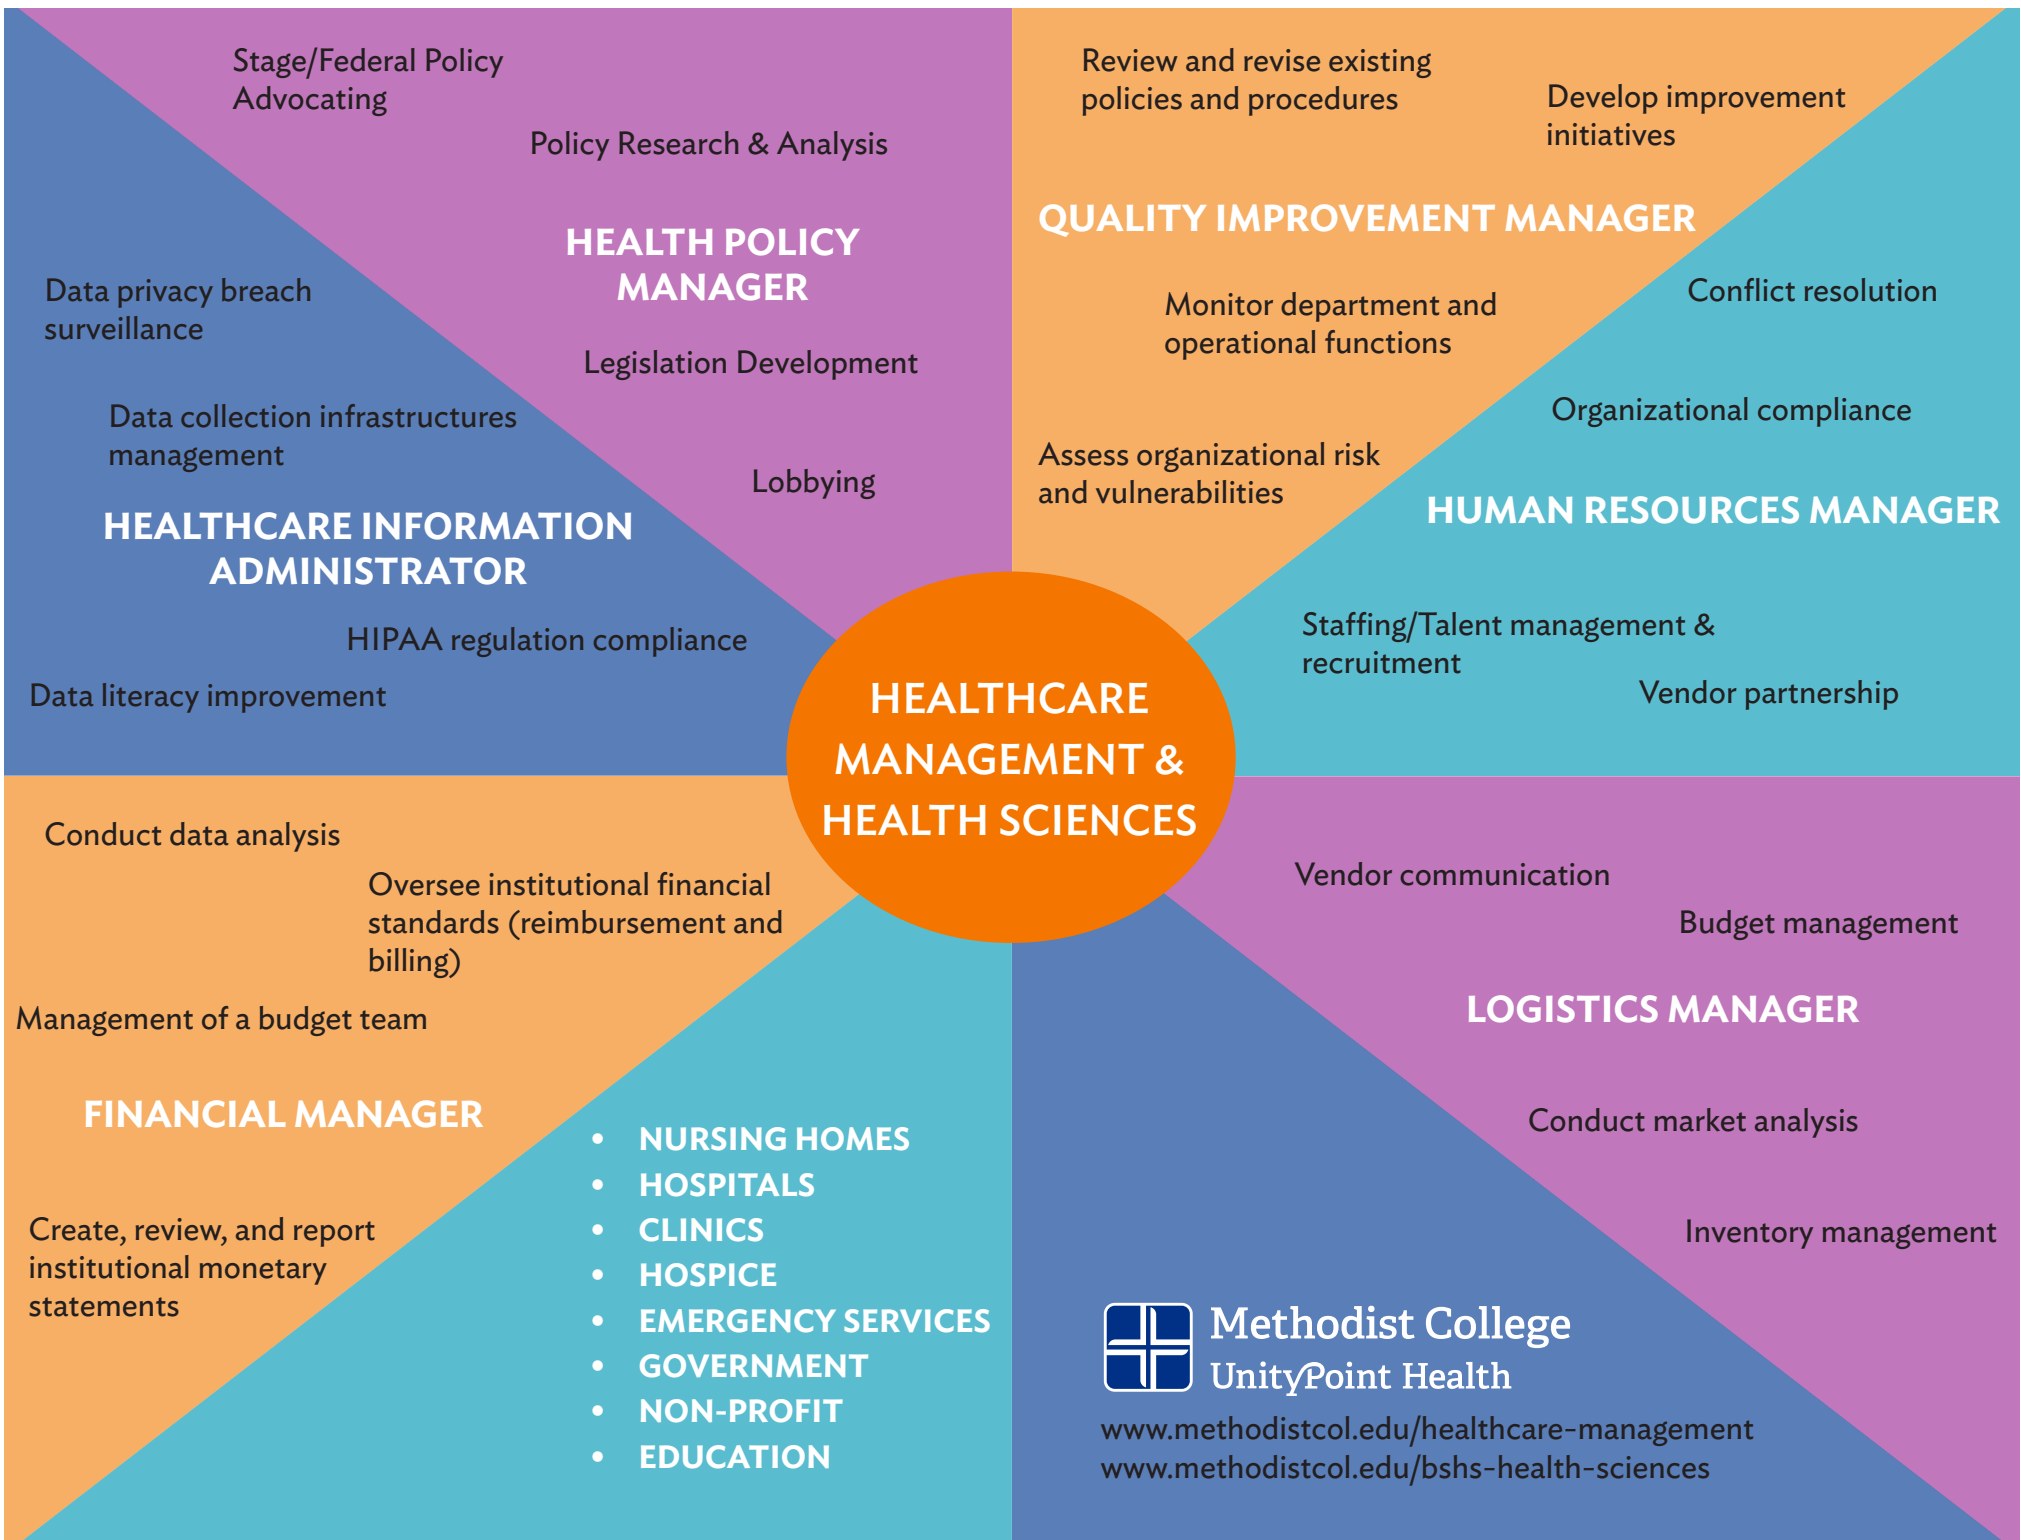 Stage/Federal Policy
Advocating
Policy Research & Analysis
HEALTH POLICY
MANAGER
Legislation Development
Lobbying
Review and revise existing
policies and procedures
Develop improvement
initiatives
QUALITY IMPROVEMENT MANAGER
Monitor department and
operational functions
Assess organizational risk
and vulnerabilities
Data privacy breach
surveillance
Data collection infrastructures
management
HEALTHCARE INFORMATION
ADMINISTRATOR
HIPAA regulation compliance
Data literacy improvement
Conflict resolution
Organizational compliance
HUMAN RESOURCES MANAGER
Staffing/Talent management &
recruitment
Vendor partnership
HEALTHCARE
MANAGEMENT &
HEALTH SCIENCES
Conduct data analysis
Oversee institutional financial
standards (reimbursement and
billing)
Management of a budget team
FINANCIAL MANAGER
Create, review, and report
institutional monetary
statements
• NURSING HOMES
• HOSPITALS
• CLINICS
• HOSPICE
• EMERGENCY SERVICES
• GOVERNMENT
• NON-PROFIT
• EDUCATION
Vendor communication
Budget management
LOGISTICS MANAGER
Conduct market analysis
Inventory management
Methodist College
UnityPoint Health
www.methodistcol.edu/healthcare-management
www.methodistcol.edu/bshs-health-sciences